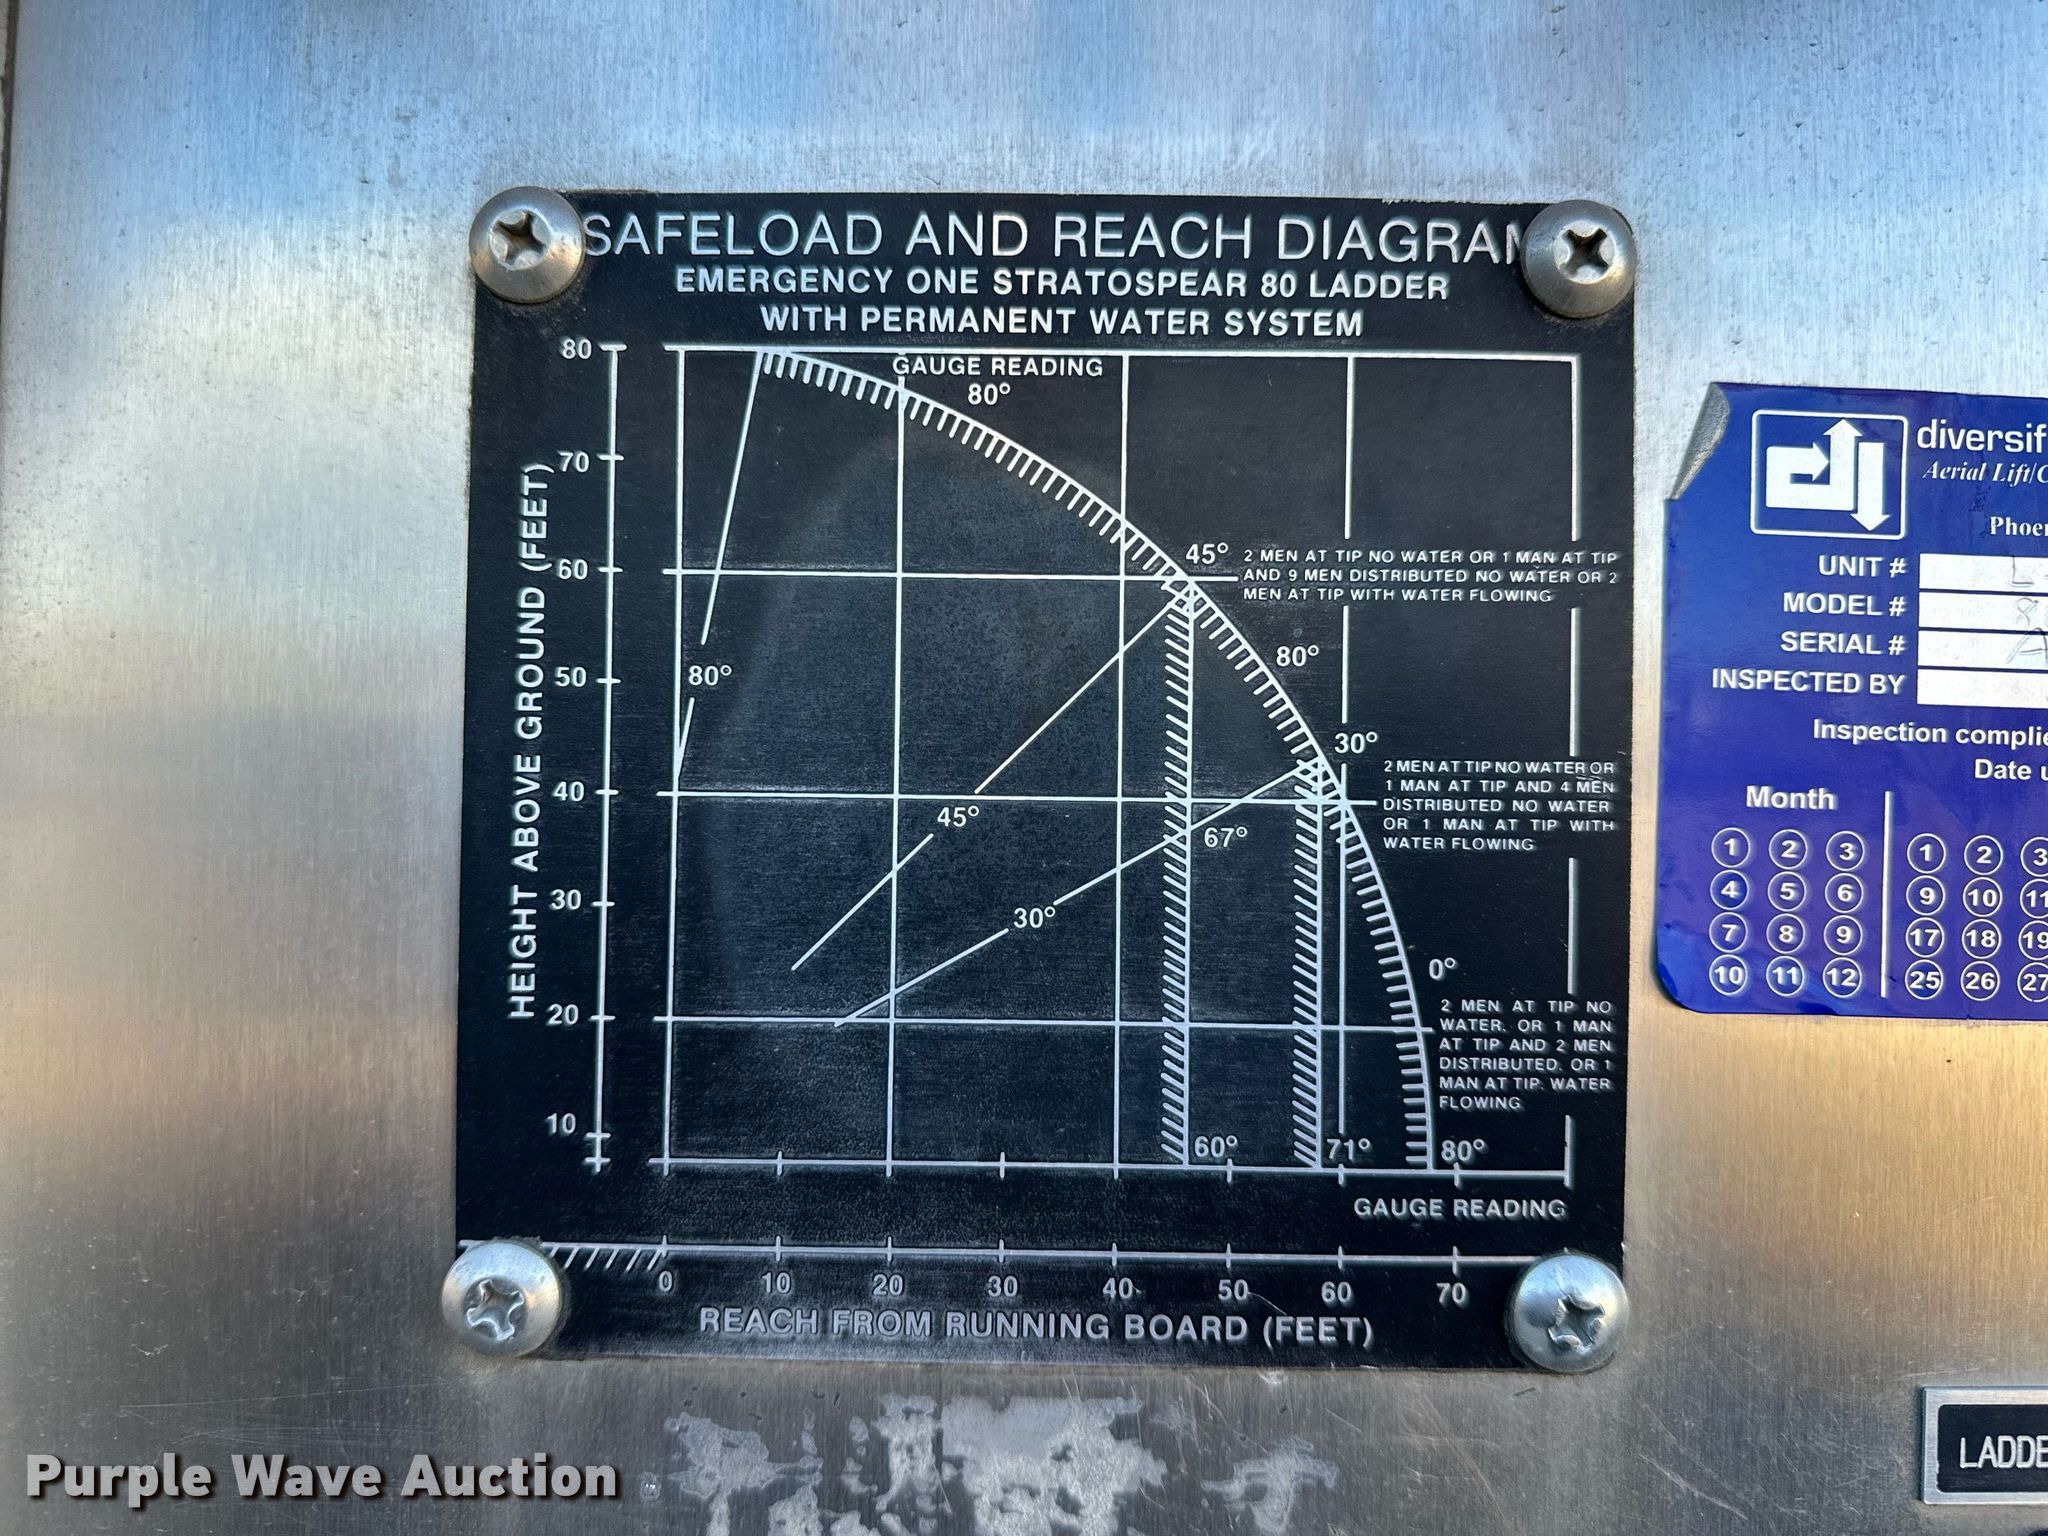 SAFELOAD AND REACH DIAGRAM
EMERGENCY ONE STRATOSPEAR 80 LADDER
WITH PERMANENT WATER SYSTEM
80
70
60
50
40
30
20
10
HEIGHT ABOVE GROUND (FEET)
GAUGE READING
80°
80°
45°
2 MEN AT TIP NO WATER OR 1 MAN AT TIP
AND 9 MEN DISTRIBUTED NO WATER OR 2
MEN AT TIP WITH WATER FLOWING
80°
30°
2 MEN AT TIP NO WATER OR
1 MAN AT TIP AND 4 MEN
DISTRIBUTED NO WATER
OR 1 MAN AT TIP WITH
WATER FLOWING
45°
67°
30°
0°
2 MEN AT TIP NO
WATER. OR 1 MAN
AT TIP AND 2 MEN
DISTRIBUTED. OR 1
MAN AT TIP. WATER
FLOWING
60°
71°
80°
GAUGE READING
0 10 20 30 40 50 60 70
REACH FROM RUNNING BOARD (FEET)
diversif
Aerial Lift/C
Phoe
UNIT #
MODEL # 8
SERIAL # A
INSPECTED BY
Inspection complie
Date u
Month
1 2 3 1 2 3
4 5 6 9 10 11
7 8 9 17 18 19
10 11 12 25 26 27
LADDE
Purple Wave Auction